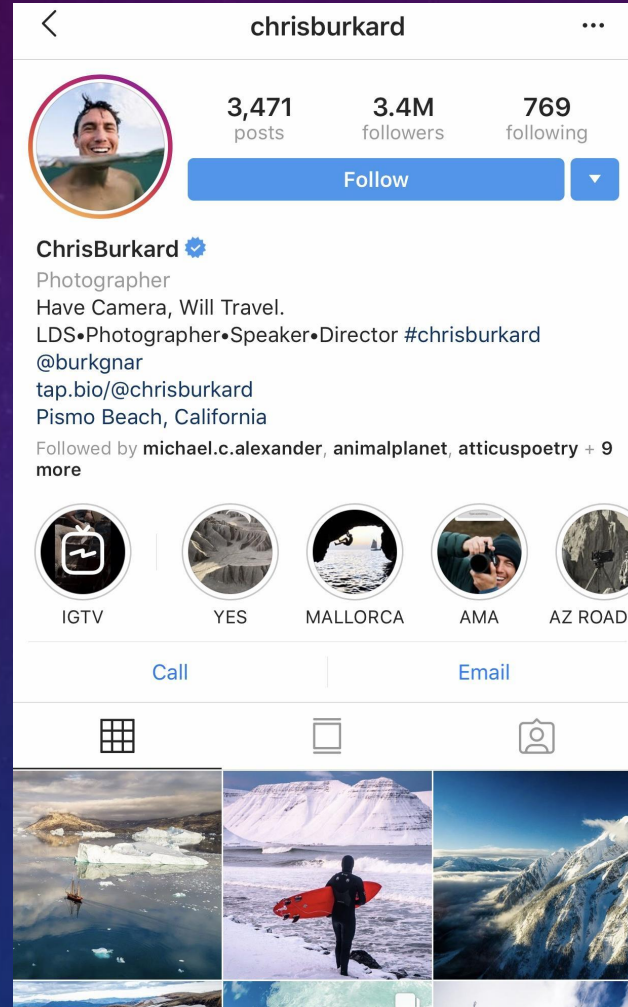 chrisburkard
3,471
posts
3.4M
followers
769
following
Follow
ChrisBurkard
Photographer
Have Camera, Will Travel.
LDS•Photographer•Speaker•Director #chrisburkard
@burkgnar
tap.bio/@chrisburkard
Pismo Beach, California
Followed by michael.c.alexander, animalplanet, atticuspoetry + 9
more
IGTV
YES
MALLORCA
AMA
AZ ROAD
Call
Email